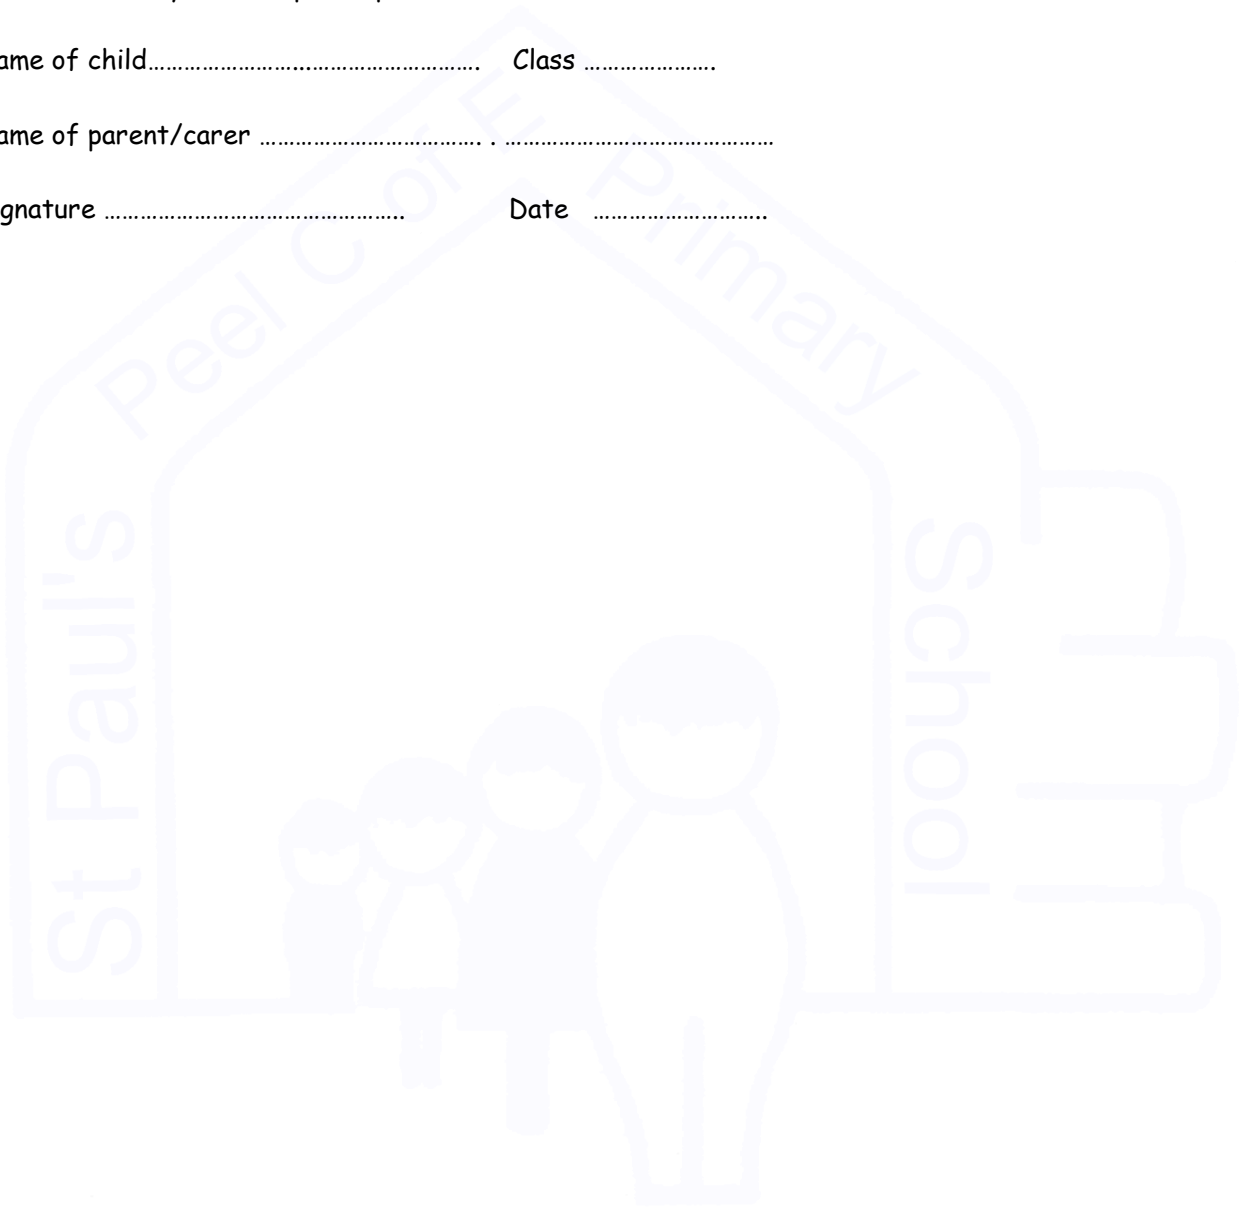 ame of child…………………....……………………………. Class ………………….
ame of parent/carer ………………………………. . ………………………………………
gnature …………………………………………….. Date ………………………..
St Paul's Peel C of E Primary School